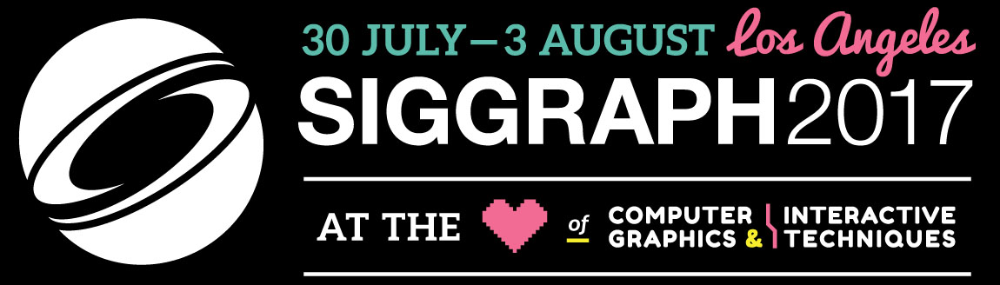 30 JULY—3 AUGUST Los Angeles
SIGGRAPH2017
AT THE of COMPUTER GRAPHICS & INTERACTIVE TECHNIQUES